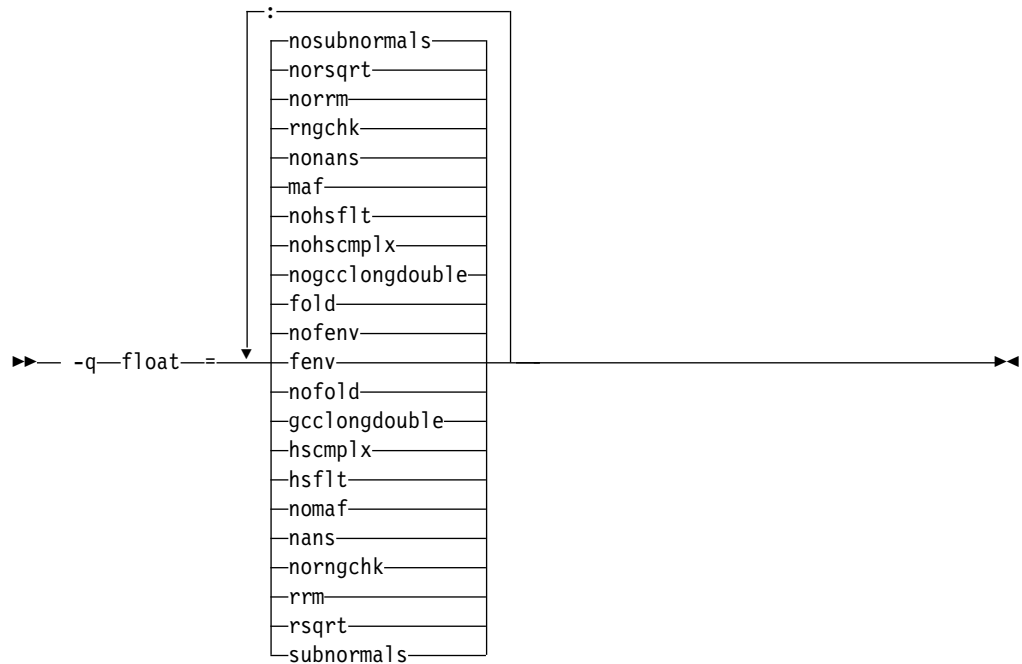 :
nosubnormals
norsqrt
norrm
rngchk
nonans
maf
nohsflt
nohscmplx
nogcclongdouble
fold
nofenv
-q float = fenv
nofold
gcclongdouble
hscmplx
hsflt
nomaf
nans
norngchk
rrm
rsqrt
subnormals